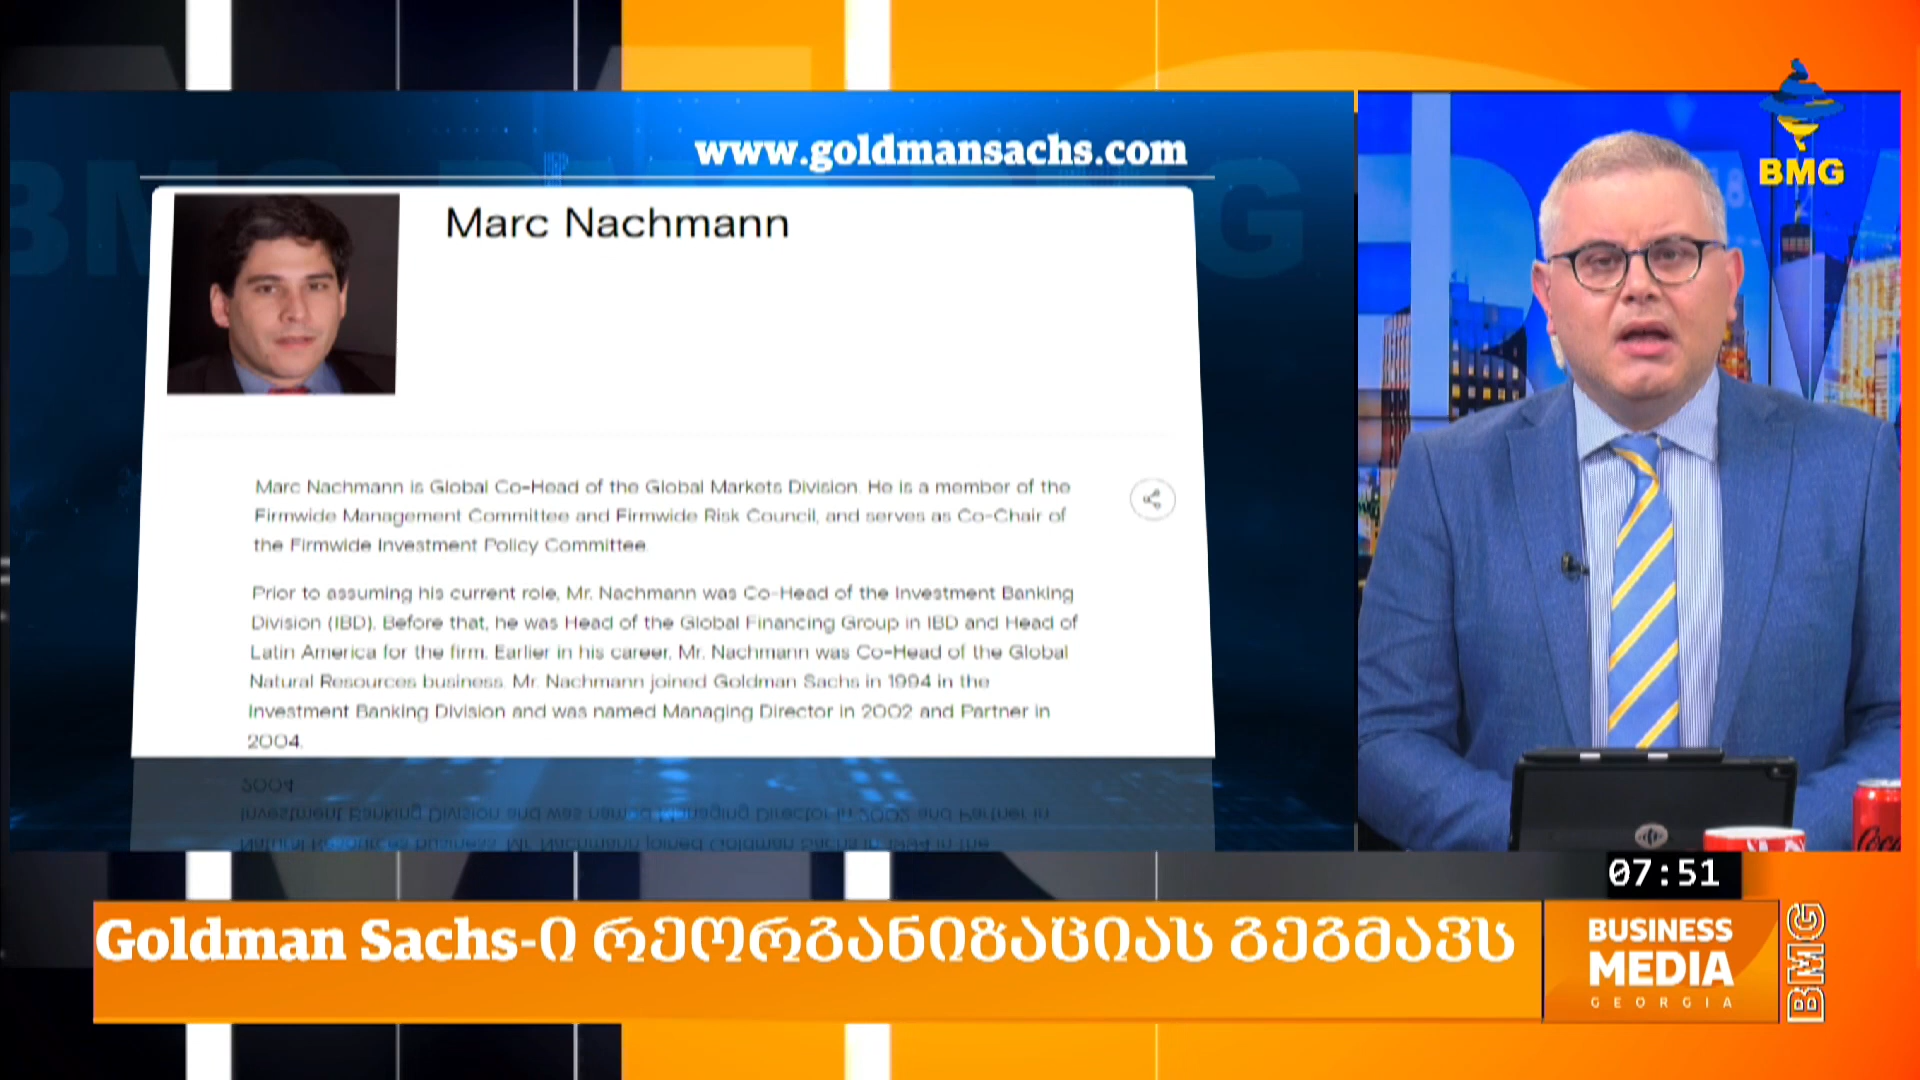 www.goldmansachs.com
BMG
Marc Nachmann
Marc Nachmann is Global Co-Head of the Global Markets Division. He is a member of the
Firmwide Management Committee and Firmwide Risk Council, and serves as Co-Chair of
the Firmwide Investment Policy Committee.
Prior to assuming his current role, Mr. Nachmann was Co-Head of the Investment Banking
Division (IBD). Before that, he was Head of the Global Financing Group in IBD and Head of
Latin America for the firm. Earlier in his career, Mr. Nachmann was Co-Head of the Global
Natural Resources business. Mr. Nachmann joined Goldman Sachs in 1994 in the
Investment Banking Division and was named Managing Director in 2002 and Partner in
2004.
07:51
Goldman Sachs-ი რეორგანიზაციას გეგმავს
BUSINESS
MEDIA
GEORGIA
BMG